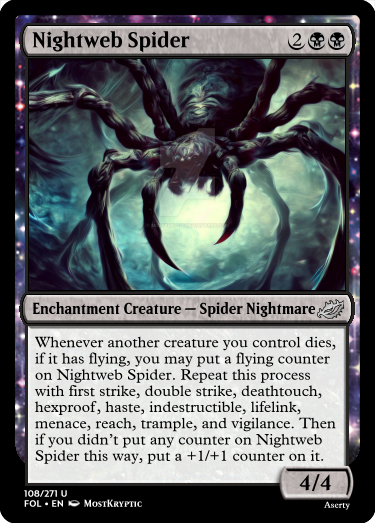 Nightweb Spider 2
Enchantment Creature — Spider Nightmare
Whenever another creature you control dies,
if it has flying, you may put a flying counter
on Nightweb Spider. Repeat this process
with first strike, double strike, deathtouch,
hexproof, haste, indestructible, lifelink,
menace, reach, trample, and vigilance. Then
if you didn't put any counter on Nightweb
Spider this way, put a +1/+1 counter on it.
4/4
108/271 U
FOL • EN MostKryptic
Aserty